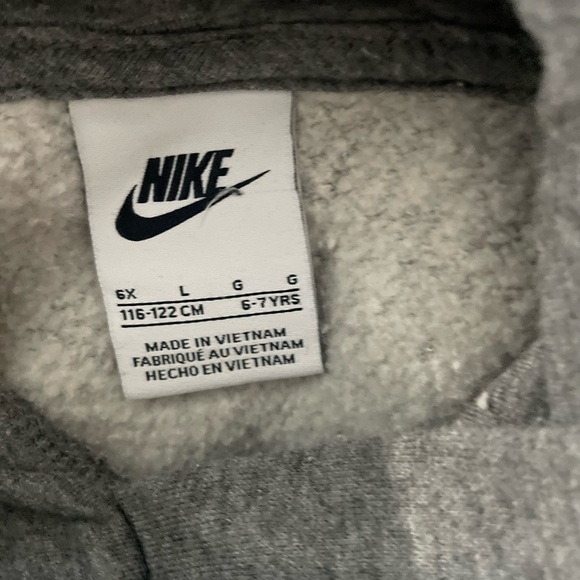 NIKE
6X L G G
116-122 CM 6-7 YRS
MADE IN VIETNAM
FABRIQUÉ AU VIETNAM
HECHO EN VIETNAM